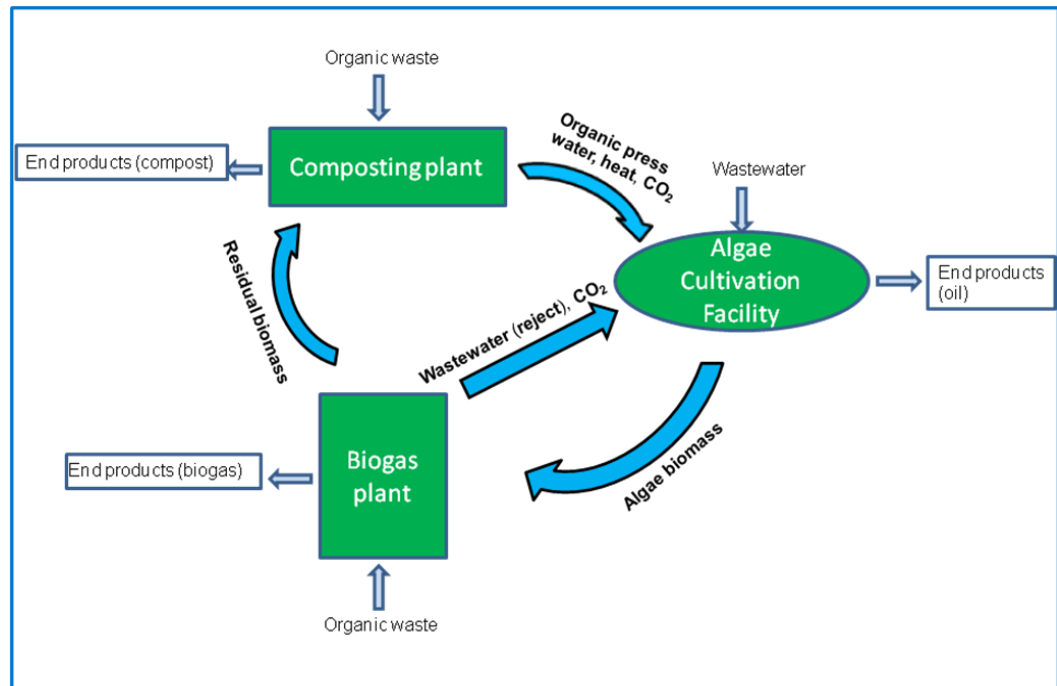 Organic waste
Composting plant
End products (compost)
Organic press
water, heat, CO₂
Wastewater
Algae
Cultivation
Facility
End products
(oil)
Residual biomass
Wastewater (reject), CO₂
Algae biomass
Biogas
plant
End products (biogas)
Organic waste